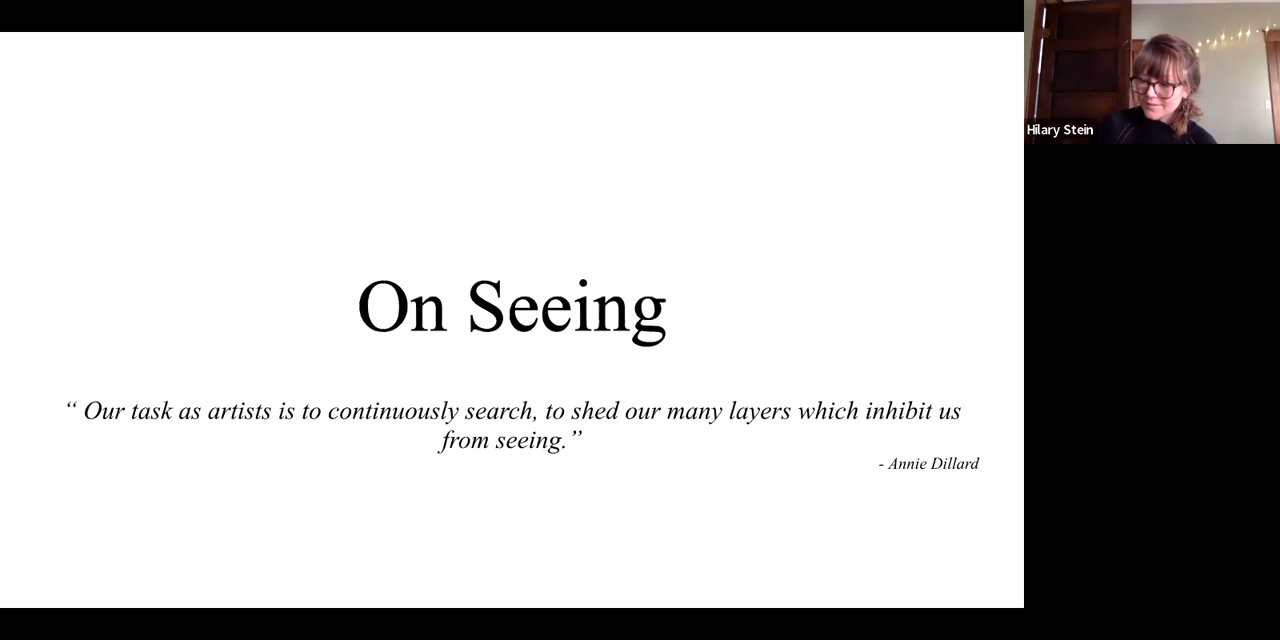 On Seeing
“ Our task as artists is to continuously search, to shed our many layers which inhibit us
from seeing.”
- Annie Dillard
Hilary Stein